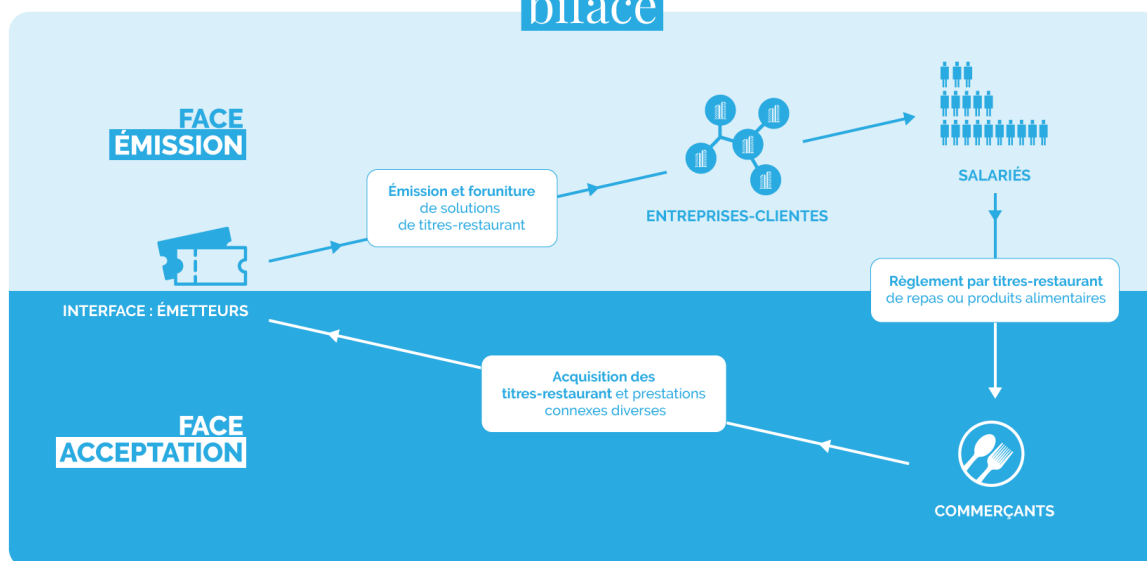 biface
FACE
ÉMISSION
SALARIÉS
Émission et foruniture
de solutions
de titres-restaurant
ENTREPRISES-CLIENTES
INTERFACE : ÉMETTEURS
Règlement par titres-restaurant
de repas ou produits alimentaires
Acquisition des
titres-restaurant et prestations
connexes diverses
FACE
ACCEPTATION
COMMERÇANTS